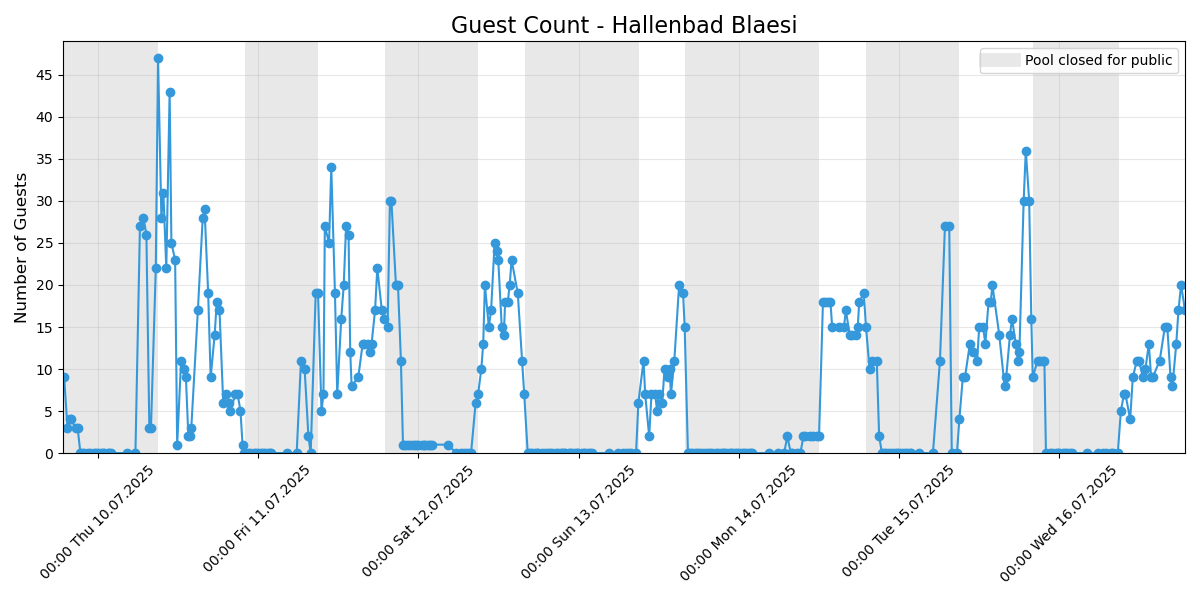 Guest Count - Hallenbad Blaesi
Pool closed for public
Number of Guests
45
40
35
30
25
20
15
10
5
0
00:00 Thu 10.07.2025
00:00 Fri 11.07.2025
00:00 Sat 12.07.2025
00:00 Sun 13.07.2025
00:00 Mon 14.07.2025
00:00 Tue 15.07.2025
00:00 Wed 16.07.2025